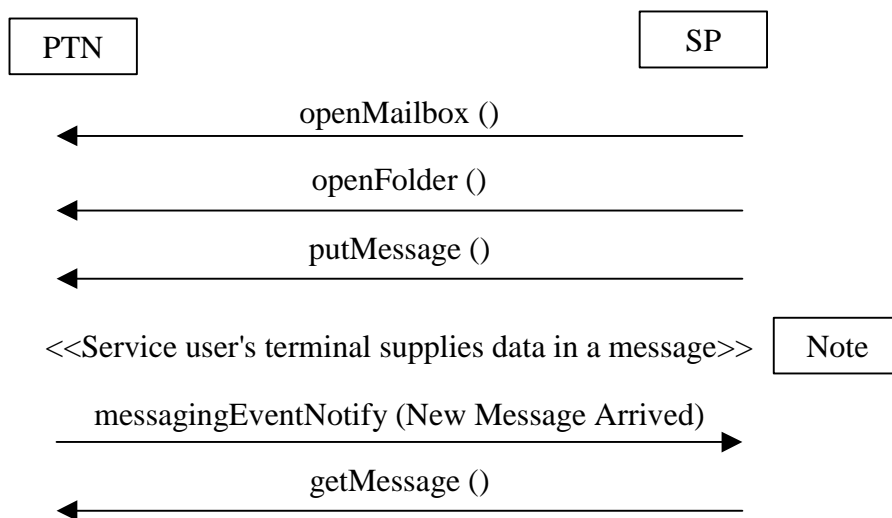 PTN
SP
openMailbox ()
openFolder ()
putMessage ()
<<Service user's terminal supplies data in a message>>
Note
messagingEventNotify (New Message Arrived)
getMessage ()